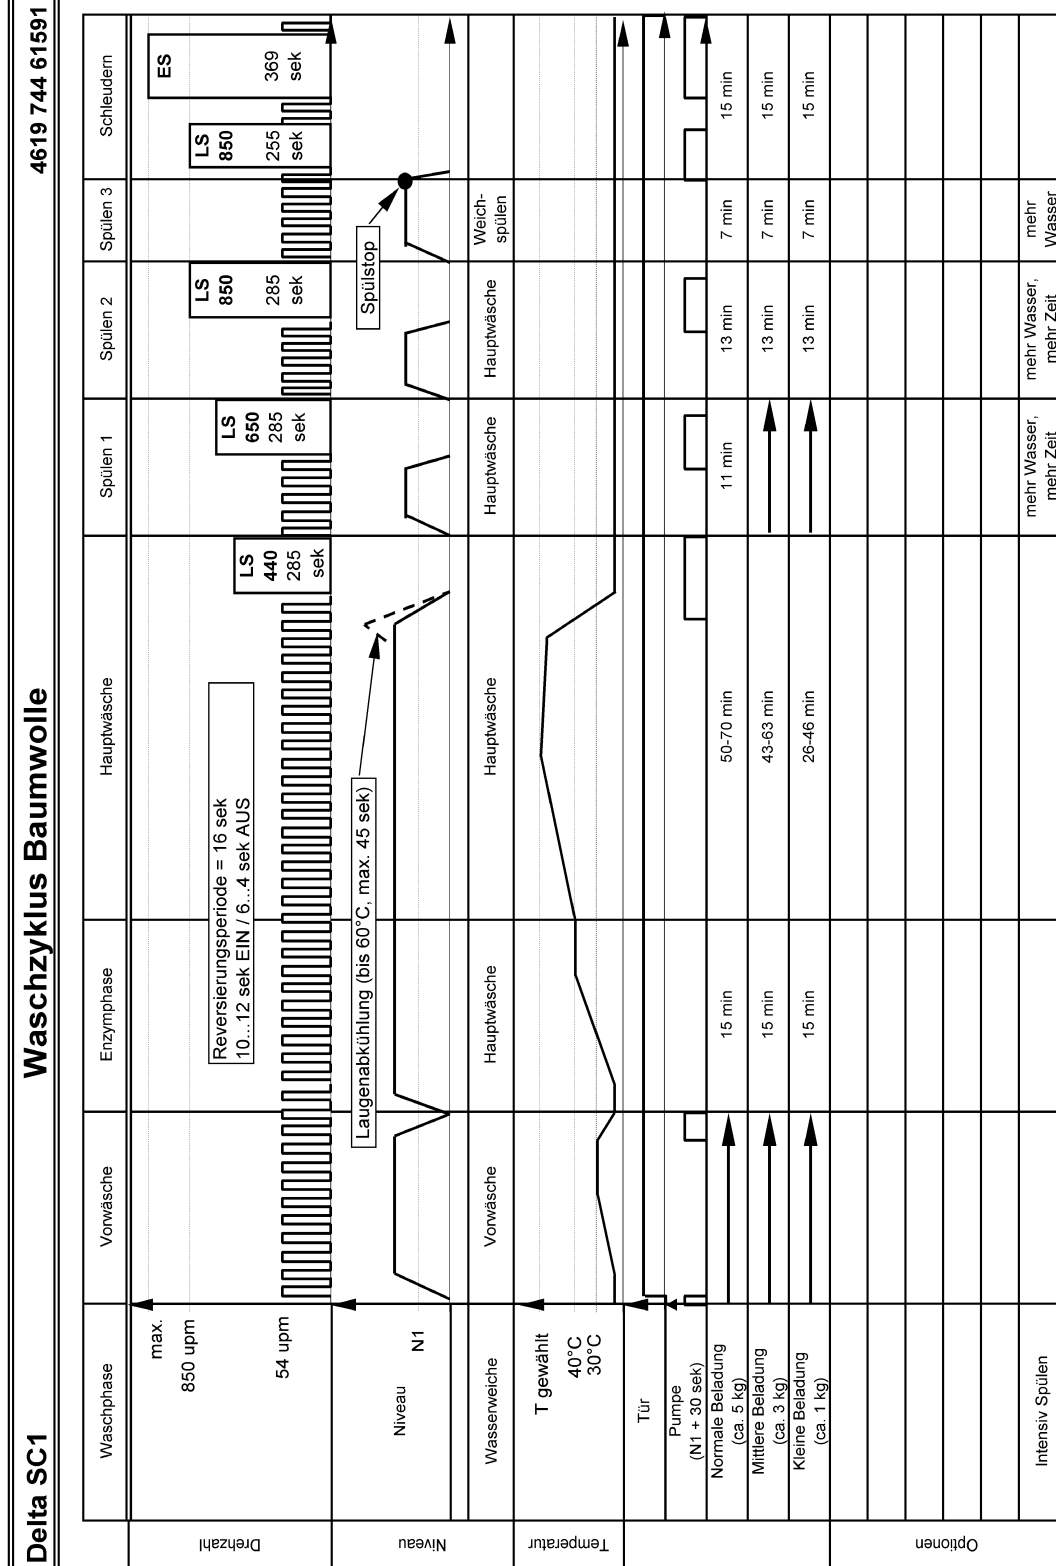 Delta SC1
Waschzyklus Baumwolle
4619 744 61591
Waschphase
Vorwäsche
Enzymphase
Hauptwäsche
Spülen 1
Spülen 2
Spülen 3
Schleudern
Drehzahl
max.
850 upm
54 upm
Reversierungsperiode = 16 sek
10...12 sek EIN / 6...4 sek AUS
LS
440
285
sek
LS
650
285
sek
LS
850
285
sek
LS
850
255
sek
ES
369
sek
Niveau
Niveau
N1
Laugenabkühlung (bis 60°C, max. 45 sek)
Spülstop
Wasserweiche
Vorwäsche
Hauptwäsche
Hauptwäsche
Hauptwäsche
Hauptwäsche
Weich-
spülen
Temperatur
T gewählt
40°C
30°C
Tür
Pumpe
(N1 + 30 sek)
Normale Beladung
(ca. 5 kg)
15 min
50-70 min
11 min
13 min
7 min
15 min
Mittlere Beladung
(ca. 3 kg)
15 min
43-63 min
13 min
7 min
15 min
Kleine Beladung
(ca. 1 kg)
15 min
26-46 min
13 min
7 min
15 min
Optionen
Intensiv Spülen
mehr Wasser,
mehr Zeit
mehr Wasser,
mehr Zeit
mehr
Wasser